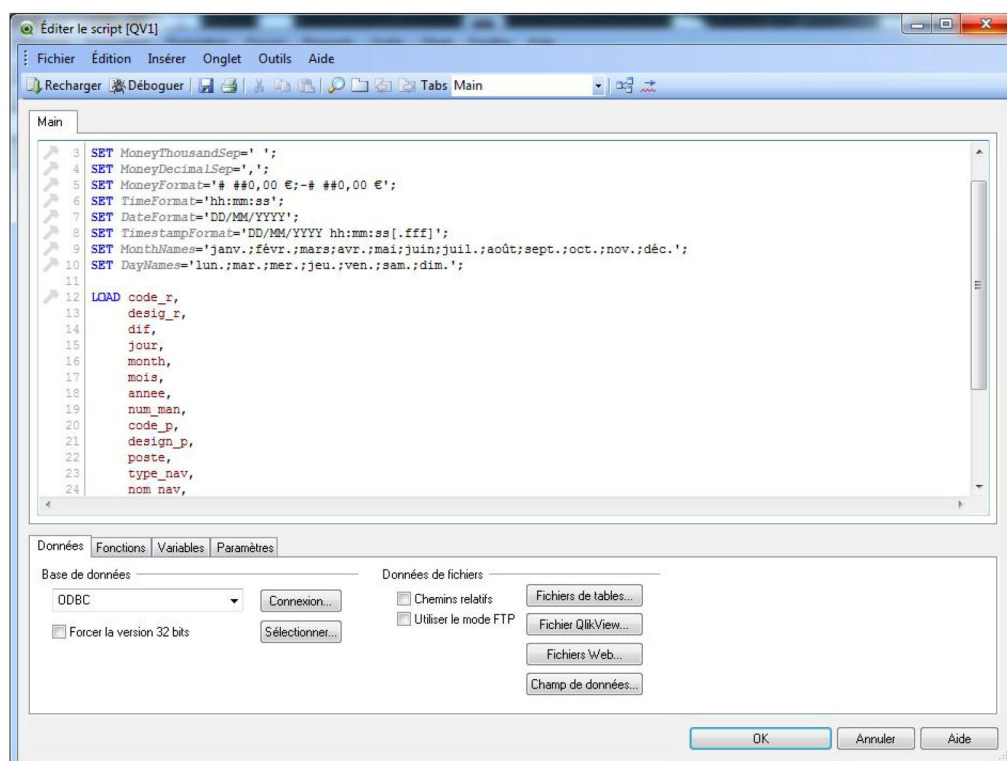 Éditer le script [QV1]
Fichier Édition Insérer Onglet Outils Aide
Recharger Déboguer Tabs Main
Main
3 SET MoneyThousandSep=' ';
4 SET MoneyDecimalSep=',';
5 SET MoneyFormat='# ##0,00 €;-# ##0,00 €';
6 SET TimeFormat='hh:mm:ss';
7 SET DateFormat='DD/MM/YYYY';
8 SET TimestampFormat='DD/MM/YYYY hh:mm:ss[.fff]';
9 SET MonthNames='janv.;févr.;mars;avr.;mai;juin;juil.;août;sept.;oct.;nov.;déc.';
10 SET DayNames='lun.;mar.;mer.;jeu.;ven.;sam.;dim.';
11
12 LOAD code_r,
13 desig_r,
14 dif,
15 jour,
16 month,
17 mois,
18 annee,
19 num_man,
20 code_p,
21 design_p,
22 poste,
23 type_nav,
24 nom_nav,
Données Fonctions Variables Paramètres
Base de données
ODBC Connexion...
Forcer la version 32 bits Sélectionner...
Données de fichiers
Chemins relatifs Fichiers de tables...
Utiliser le mode FTP Fichier QlikView...
Fichiers Web...
Champ de données...
OK Annuler Aide